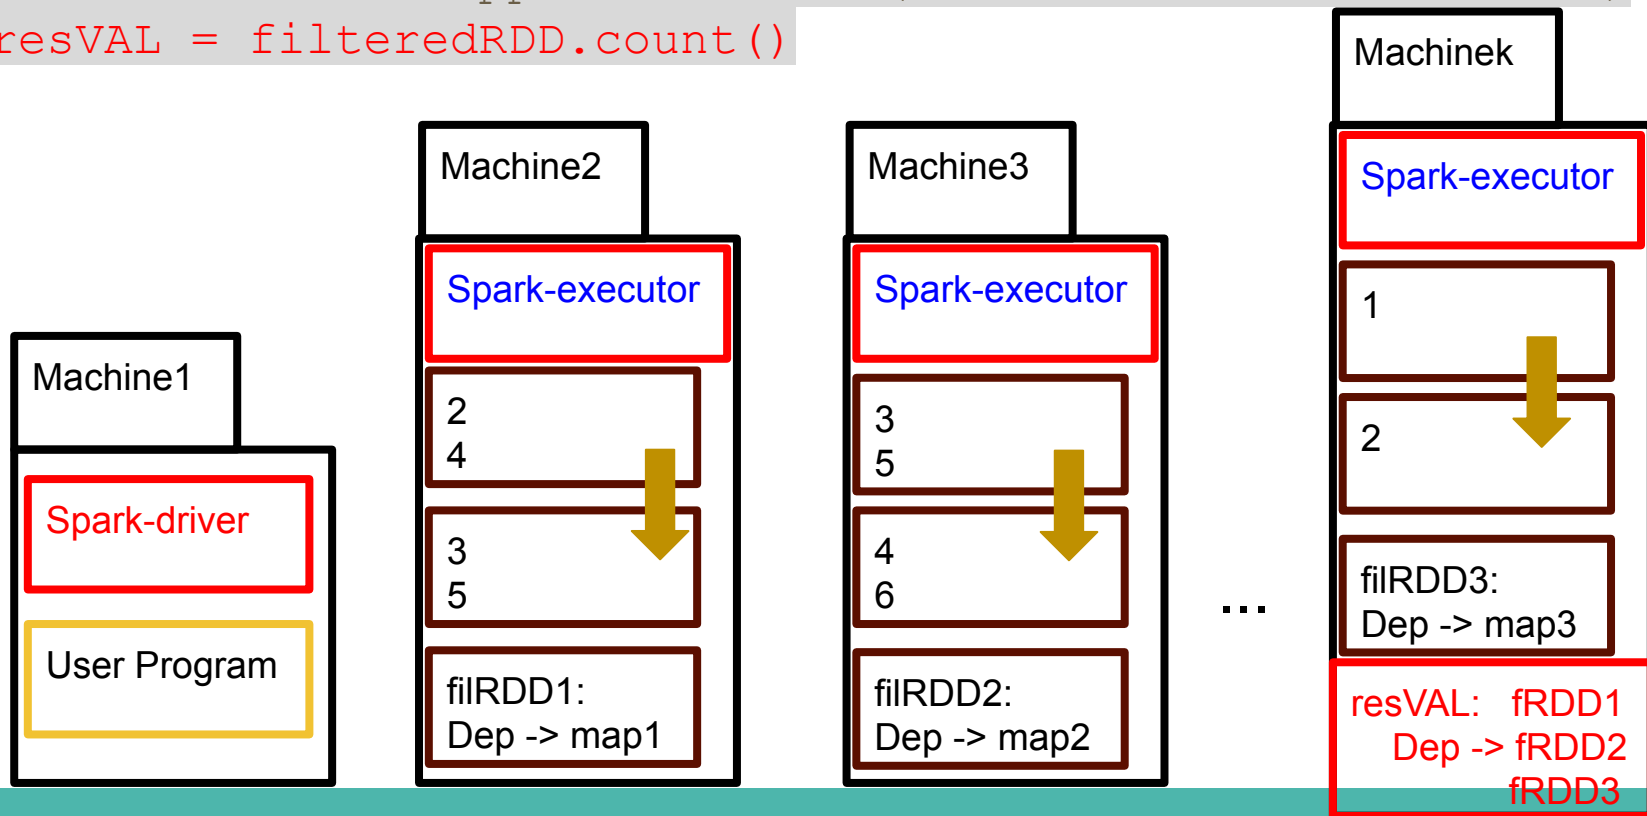 resVAL = filteredRDD.count()
Machine1
Spark-driver
User Program
Machine2
Spark-executor
2
4
3
5
filRDD1:
Dep -> map1
Machine3
Spark-executor
3
5
4
6
filRDD2:
Dep -> map2
...
Machinek
Spark-executor
1
2
filRDD3:
Dep -> map3
resVAL: fRDD1
Dep -> fRDD2
fRDD3